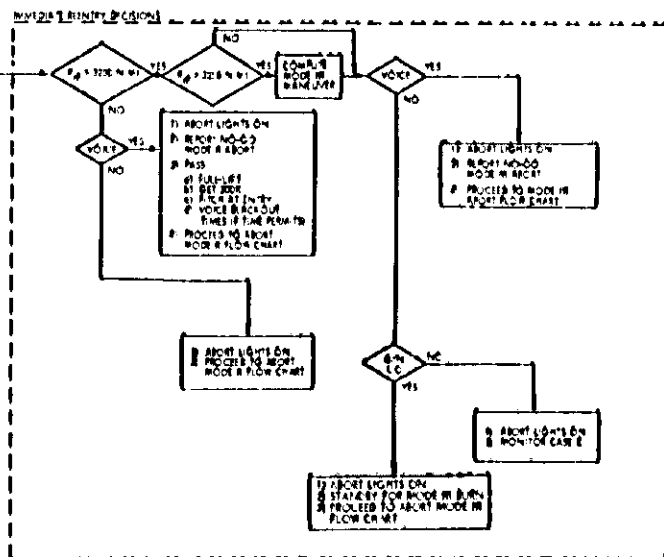 IMMEDIATE REENTRY DECISIONS
NO
YES
YES
COMPUTE
MODE III
MANEUVER
VOICE
YES
NO
NO
VOICE
YES
NO
1) ABORT LIGHTS ON
2) REPORT NO-GO
MODE II ABORT
3) PASS
A) FULL-LIFT
B) GET 300K
C) PITCH AT ENTRY
VOICE BLACKOUT
TIMES (IF TIME PERMITS)
PROCEED TO ABORT
MODE II FLOW CHART
1) ABORT LIGHTS ON
2) REPORT NO-GO
MODE III ABORT
PROCEED TO MODE III
ABORT FLOW CHART
ABORT LIGHTS ON
PROCEED TO ABORT
MODE II FLOW CHART
NO
YES
ABORT LIGHTS ON
MONITOR CASE
1) ABORT LIGHTS ON
2) STANDBY FOR MODE III BURN
3) PROCEED TO ABORT MODE III
FLOW CHART